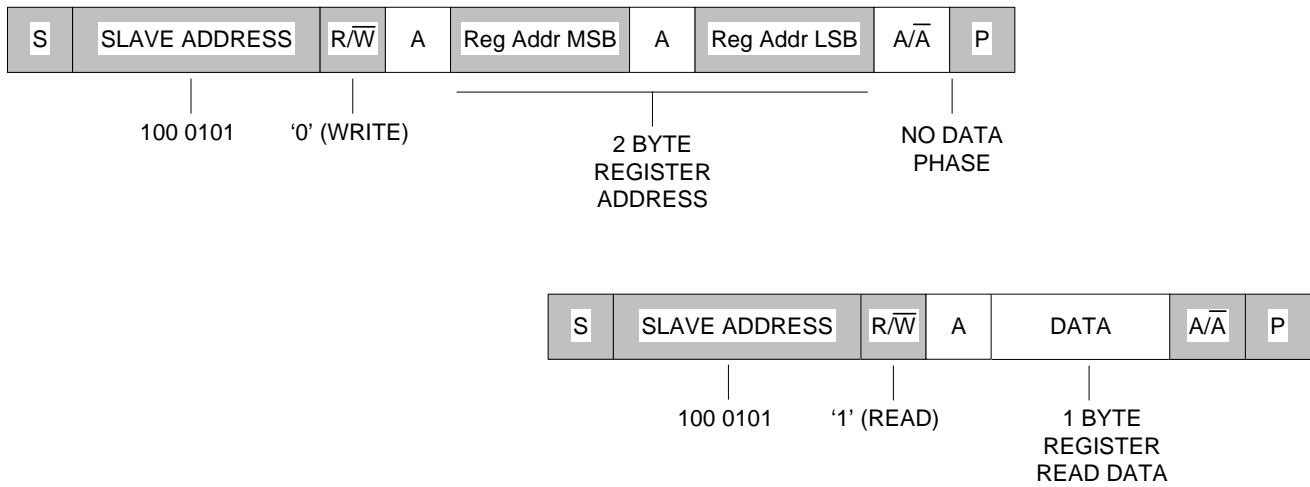 S SLAVE ADDRESS R/W̅ A Reg Addr MSB A Reg Addr LSB A/A̅ P
100 0101 ‘0’ (WRITE)
2 BYTE
REGISTER
ADDRESS
NO DATA
PHASE
S SLAVE ADDRESS R/W̅ A DATA A/A̅ P
100 0101 ‘1’ (READ)
1 BYTE
REGISTER
READ DATA